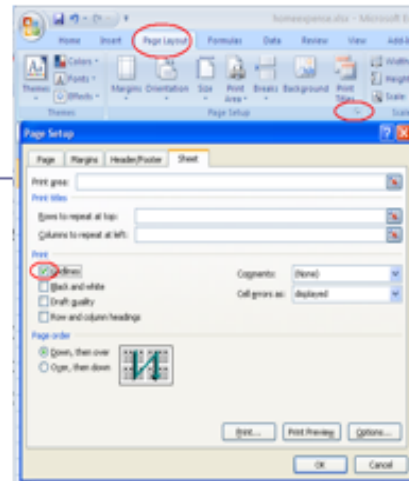 homeexpense.xlsx - Microsoft E
Home Insert Page Layout Formulas Data Review View Add-I
Colors
Fonts
Effects
Themes Margins Orientation Size Print Area Breaks Background Print Titles
Width
Height
Scale
Themes Page Setup Scale
Page Setup
Page Margins Header/Footer Sheet
Print area:
Print titles
Rows to repeat at top:
Columns to repeat at left:
Print
Black and white
Draft quality
Row and column headings
Comments: (None)
Cell errors as: displayed
Page order
Down, then over
Over, then down
Print... Print Preview Options...
OK Cancel